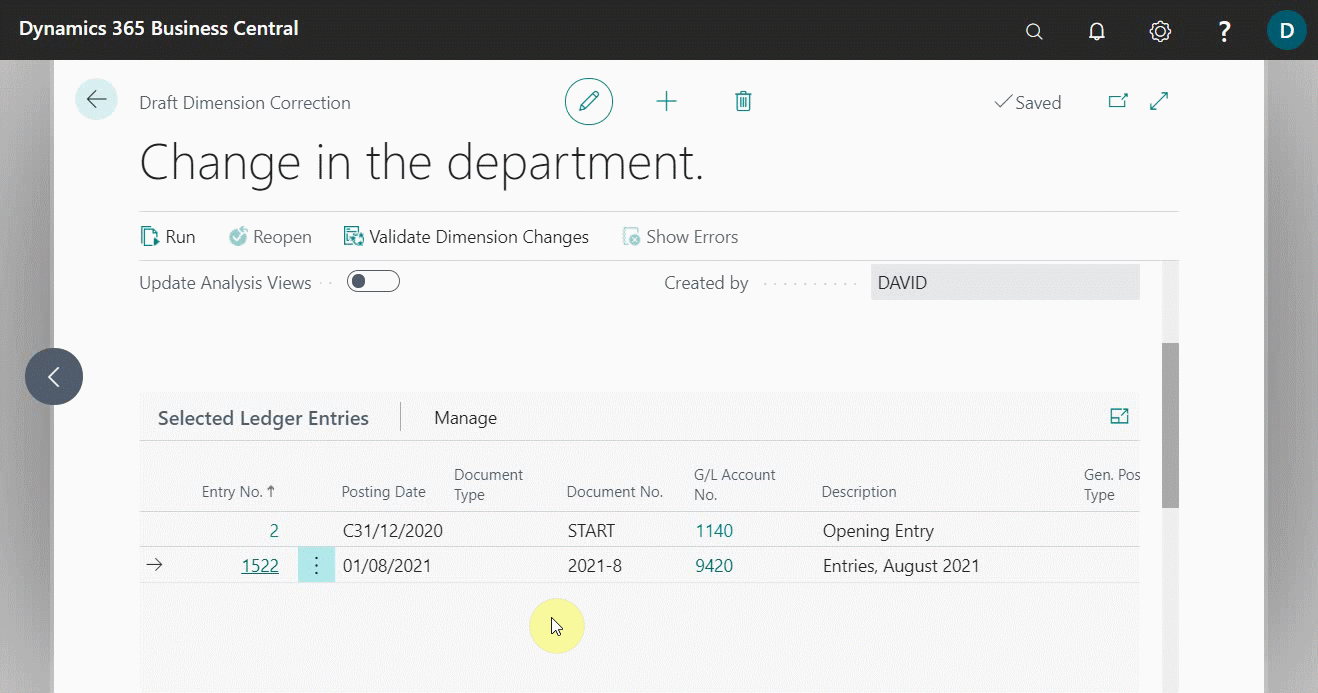 Dynamics 365 Business Central
?
D
Draft Dimension Correction
Saved
Change in the department.
Run
Reopen
Validate Dimension Changes
Show Errors
Update Analysis Views
Created by
DAVID
Selected Ledger Entries
Manage
Entry No. ↑ Posting Date Document Type Document No. G/L Account No. Description Gen. Pos Type
2 C31/12/2020 START 1140 Opening Entry
1522 01/08/2021 2021-8 9420 Entries, August 2021